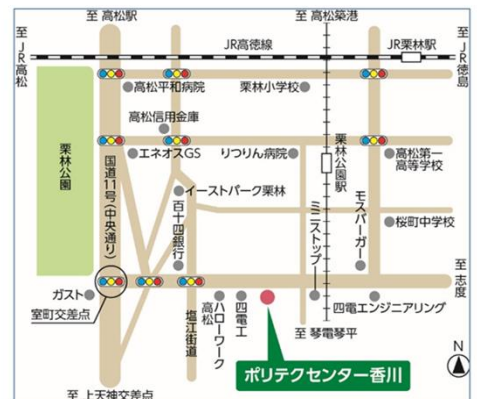 至 高松駅
至 高松築港
至 JR高松
JR高徳線
JR栗林駅
至 JR徳島
高松平和病院
栗林小学校
高松信用金庫
栗林公園
国道11号(中央通り)
エネオスGS
りつりん病院
栗林公園駅
高松第一
高等学校
イーストパーク栗林
百十四銀行
ミニストップ
モスバーガー
桜町中学校
至 志度
ガスト
室町交差点
塩江街道
ハローワーク
高松
四電工
四電エンジニアリング
至 琴電琴平
N
ポリテクセンター香川
至 上天神交差点